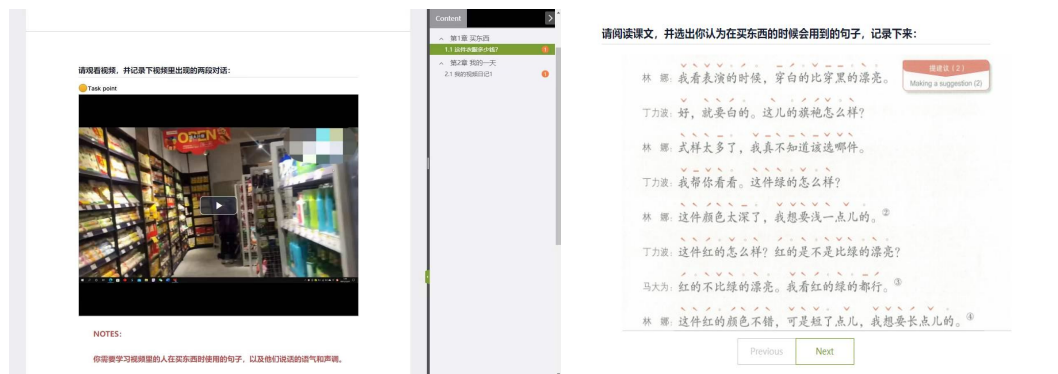 请观看视频，并记录下视频里出现的两段对话：
Task point
OPEN
NOTES:
你需要学习视频里的人在买东西时使用的句子，以及他们说话的语气和声调。
Content
第1章 买东西
1.1 这件衣服多少钱?
第2章 我的一天
2.1 我的视频日记1
请阅读课文，并选出你认为在买东西的时候会用到的句子，记录下来：
提建议（2）
Making a suggestion (2)
林 娜：我看表演的时候，穿白的比穿黑的漂亮。
丁力波：好，就要白的。这儿的旗袍怎么样?
林 娜：式样太多了，我真不知道该选哪件。
丁力波：我帮你看看。这件绿的怎么样?
林 娜：这件颜色太深了，我想要浅一点儿的。②
丁力波：这件红的怎么样? 红的是不是比绿的漂亮?
马大为：红的不比绿的漂亮。我看红的绿的都行。③
林 娜：这件红的颜色不错，可是短了点儿，我想要长点儿的。④
Previous
Next